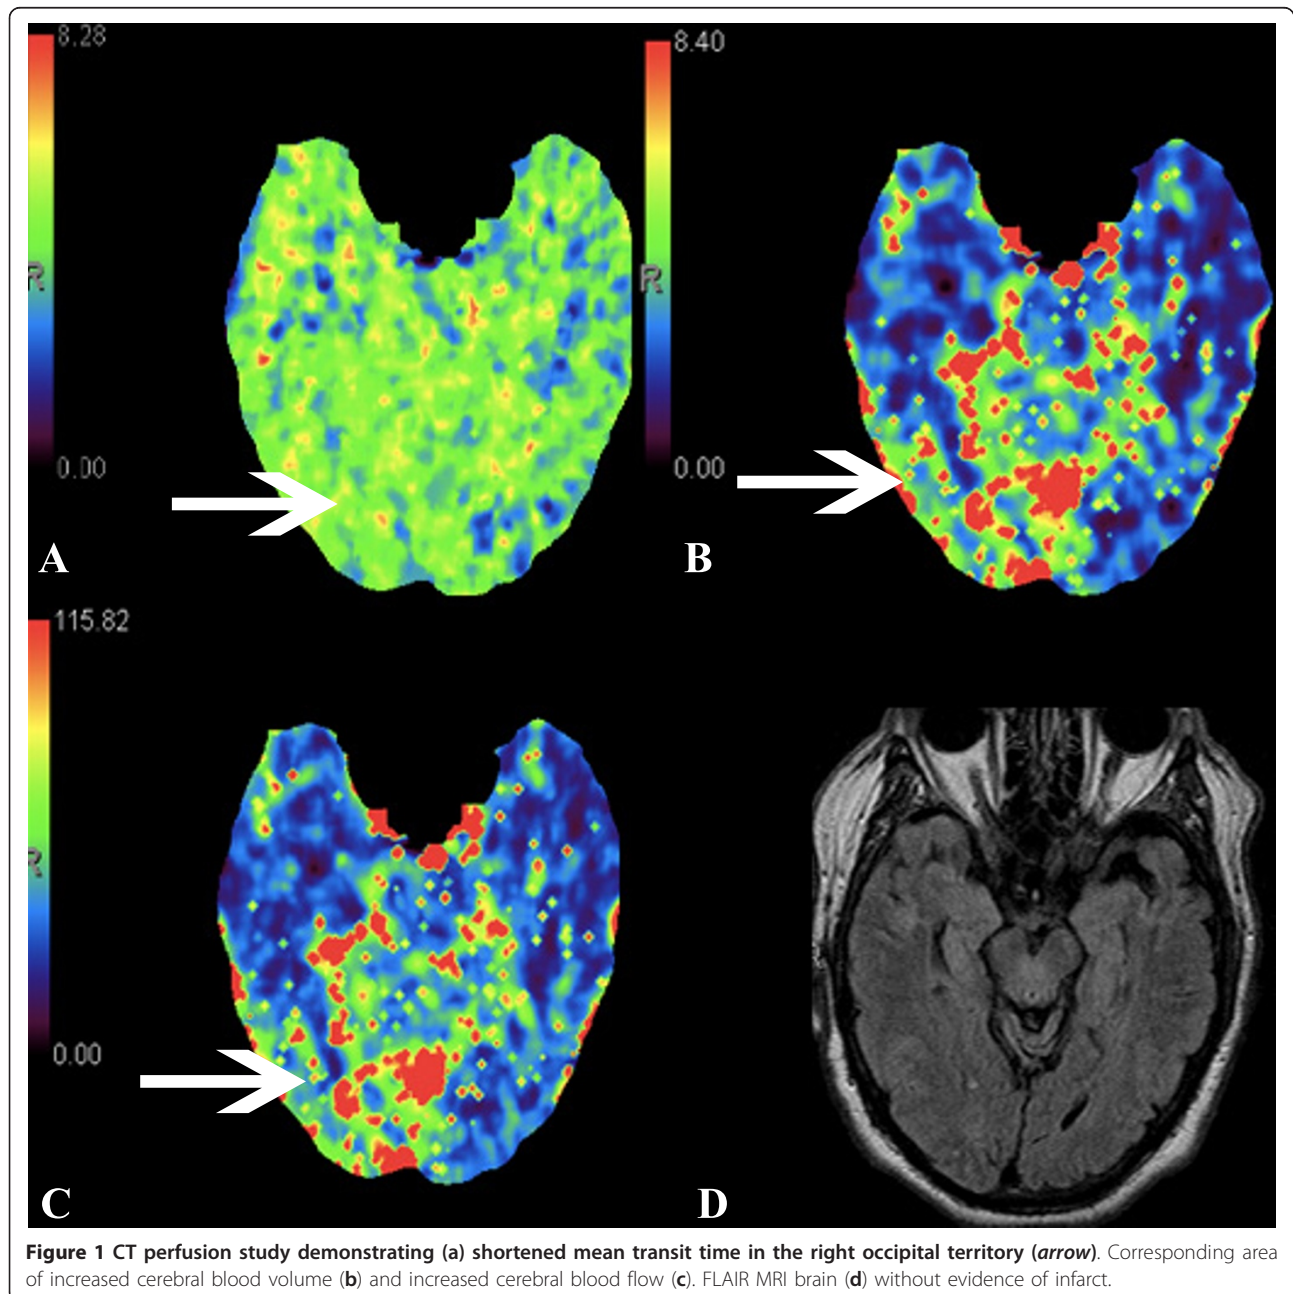 8.28
8.40
R
R
0.00
0.00
A
B
115.82
R
0.00
C
D
Figure 1 CT perfusion study demonstrating (a) shortened mean transit time in the right occipital territory (arrow). Corresponding area
of increased cerebral blood volume (b) and increased cerebral blood flow (c). FLAIR MRI brain (d) without evidence of infarct.